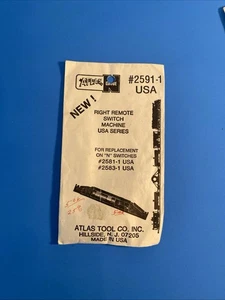 #2591-1
USA
NEW!
RIGHT REMOTE
SWITCH
MACHINE
USA SERIES
FOR REPLACEMENT
ON "N" SWITCHES
#2581-1 USA
#2583-1 USA
ATLAS TOOL CO. INC.
HILLSIDE, N.J. 07205
MADE IN USA